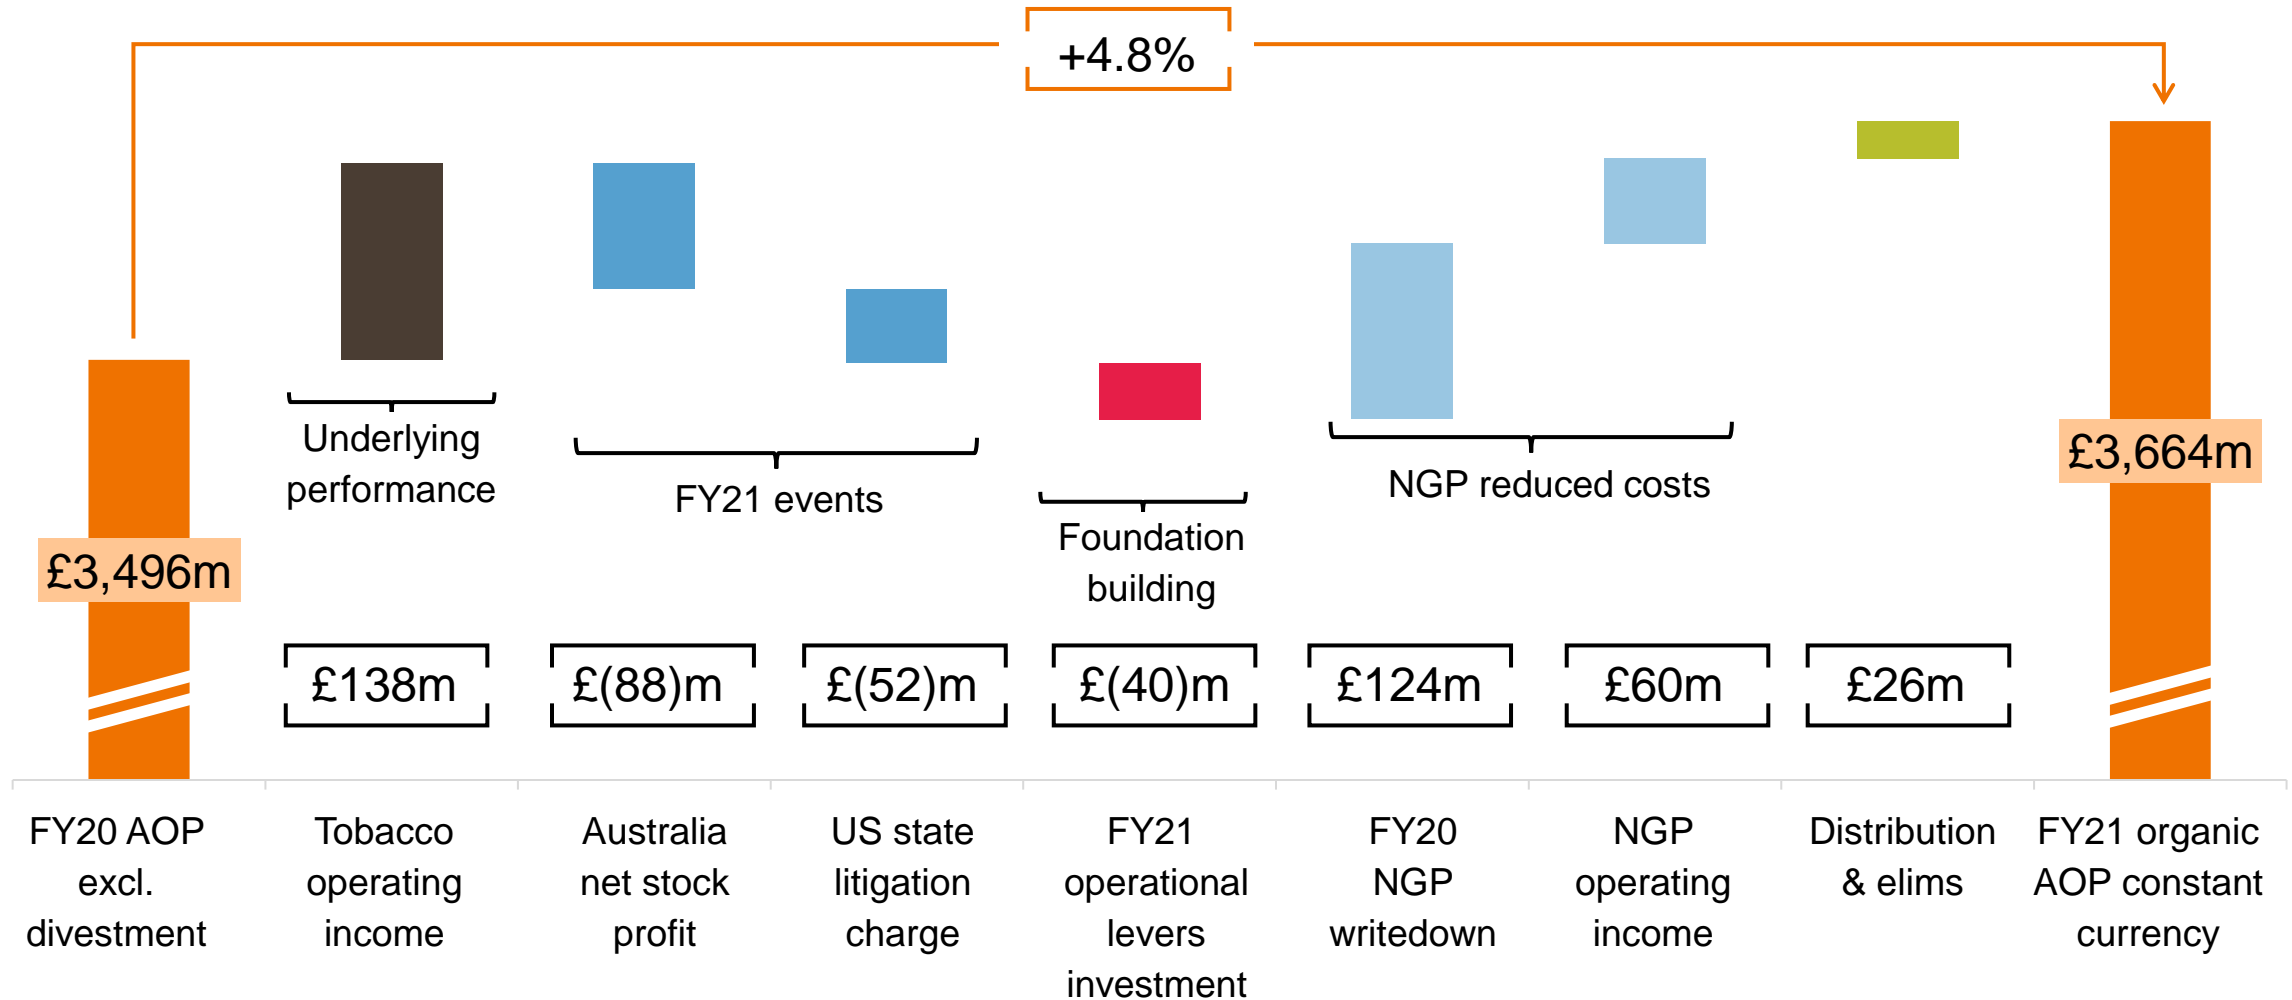 +4.8%
Underlying
performance
FY21 events
Foundation
building
NGP reduced costs
£3,496m
£3,664m
£138m
£(88)m
£(52)m
£(40)m
£124m
£60m
£26m
FY20 AOP
excl.
divestment
Tobacco
operating
income
Australia
net stock
profit
US state
litigation
charge
FY21
operational
levers
investment
FY20
NGP
writedown
NGP
operating
income
Distribution
& elims
FY21 organic
AOP constant
currency